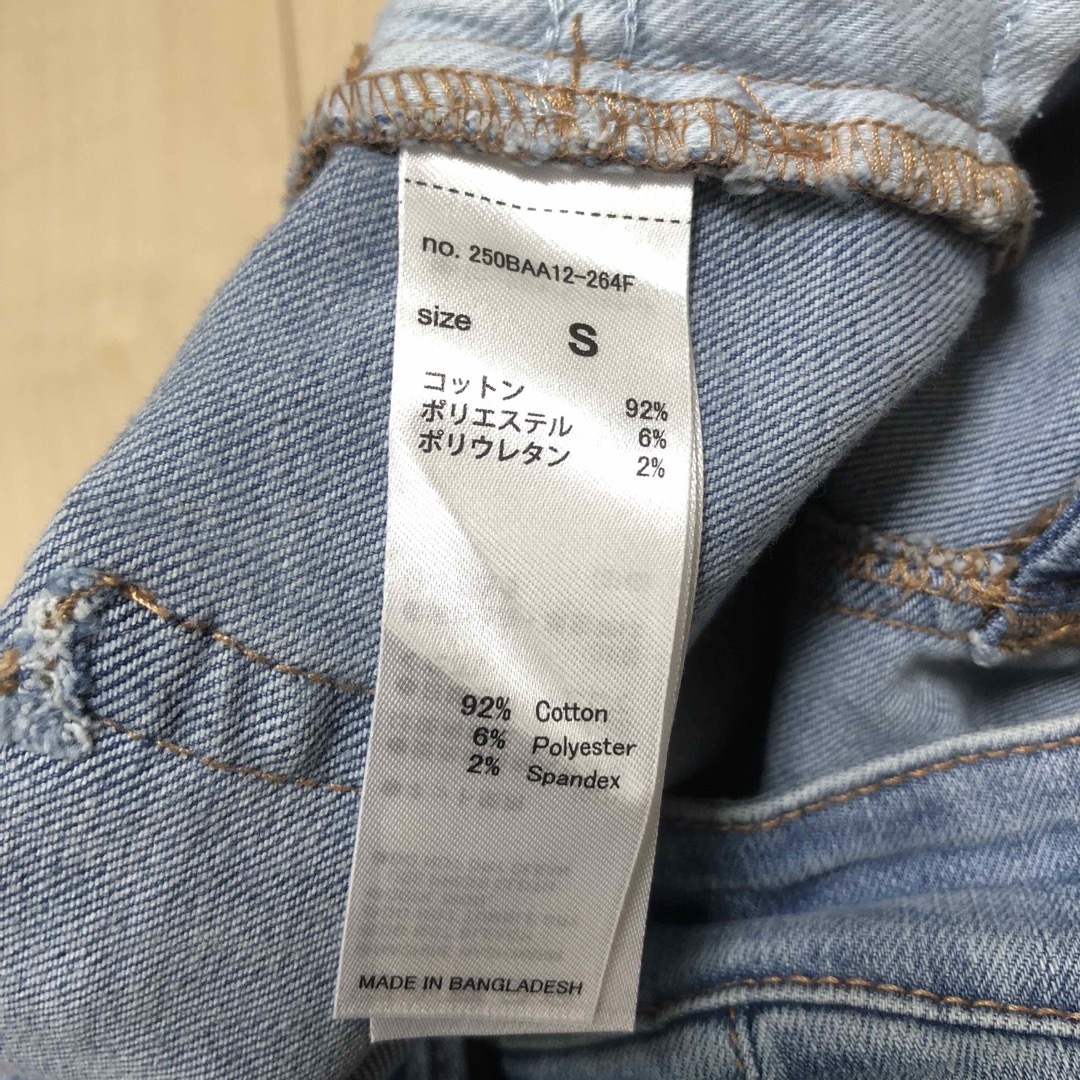 no. 250BAA12-264F
size S
コットン 92%
ポリエステル 6%
ポリウレタン 2%
92% Cotton
6% Polyester
2% Spandex
MADE IN BANGLADESH